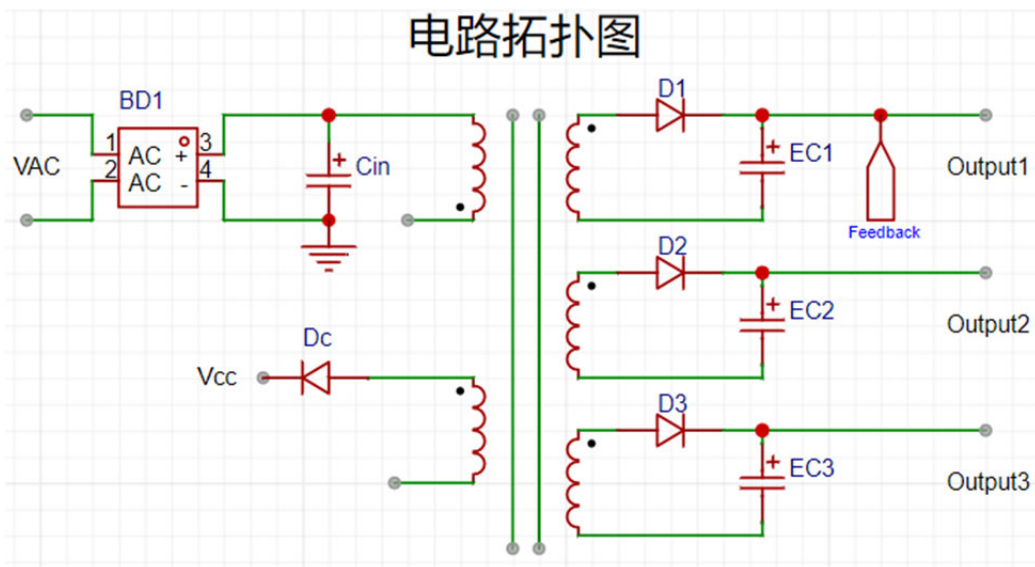 电路拓扑图
BD1
VAC
1 AC + 3
2 AC - 4
+
Cin
D1
+
EC1
Output1
Feedback
D2
+
EC2
Output2
Dc
Vcc
D3
+
EC3
Output3